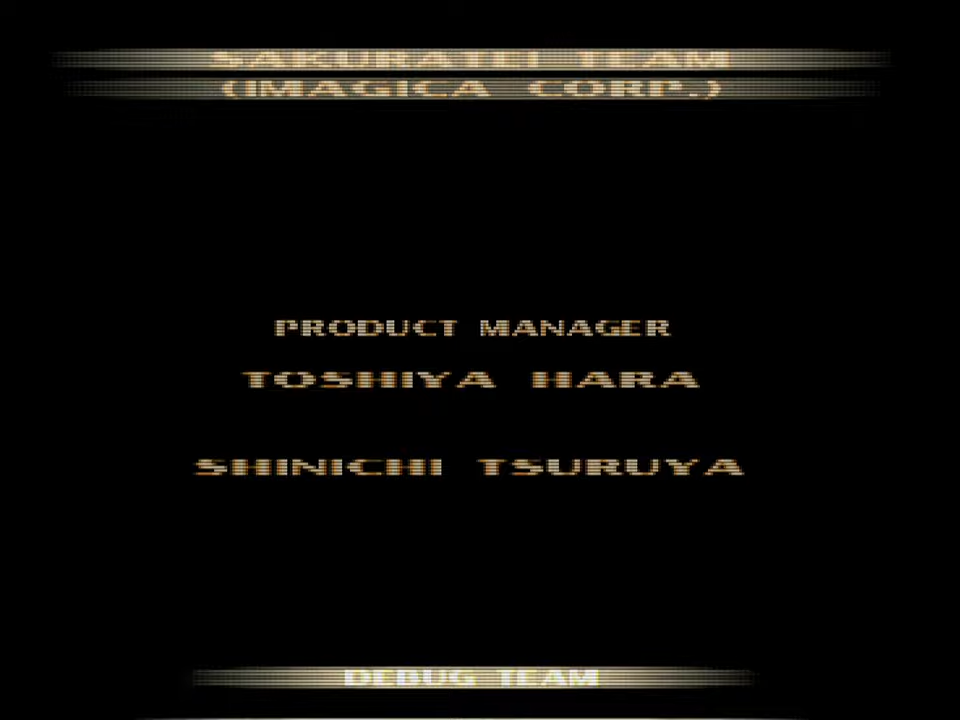 SAKURATEI TEAM
(IMAGICA CORP.)
PRODUCT MANAGER
TOSHIYA HARA
SHINICHI TSURUYA
DEBUG TEAM